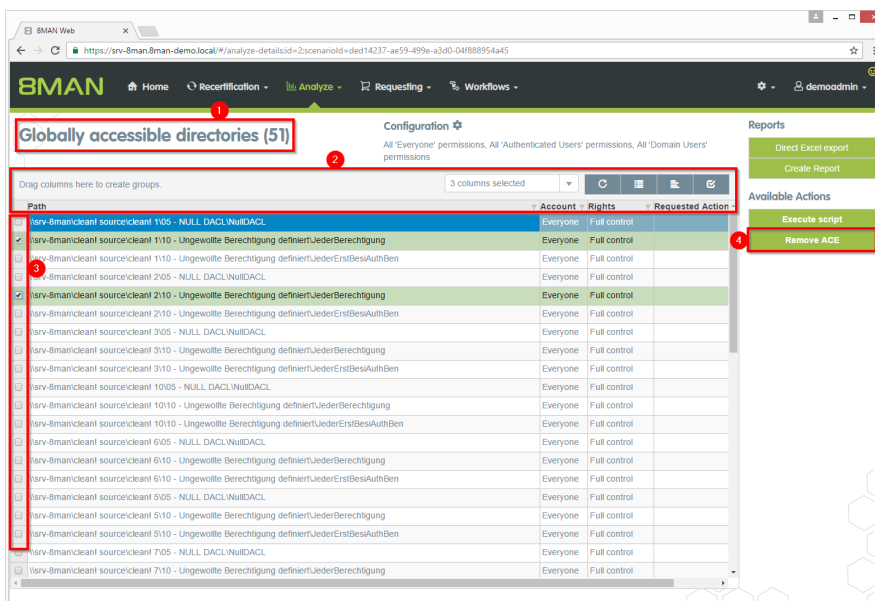 8MAN Web
https://srv-8man.8man-demo.local/#/analyze-details;id=2;scenarioId=ded14237-ae59-499e-a3d0-04f888954a45
8MAN Home Recertification Analyze Requesting Workflows demoadmin
1
Globally accessible directories (51)
Configuration
All 'Everyone' permissions, All 'Authenticated Users' permissions, All 'Domain Users' permissions
Reports
Direct Excel export
Create Report
Available Actions
Execute script
Remove ACE
2
Drag columns here to create groups.
3 columns selected
Path Account Rights Requested Action
\\srv-8man\clean! source\clean! 1\05 - NULL DACL\NullDACL Everyone Full control
\\srv-8man\clean! source\clean! 1\10 - Ungewollte Berechtigung definiert\JederBerechtigung Everyone Full control
4
\\srv-8man\clean! source\clean! 1\10 - Ungewollte Berechtigung definiert\JederErstBesiAuthBen Everyone Full control
3
\\srv-8man\clean! source\clean! 2\05 - NULL DACL\NullDACL Everyone Full control
\\srv-8man\clean! source\clean! 2\10 - Ungewollte Berechtigung definiert\JederBerechtigung Everyone Full control
\\srv-8man\clean! source\clean! 2\10 - Ungewollte Berechtigung definiert\JederErstBesiAuthBen Everyone Full control
\\srv-8man\clean! source\clean! 3\05 - NULL DACL\NullDACL Everyone Full control
\\srv-8man\clean! source\clean! 3\10 - Ungewollte Berechtigung definiert\JederBerechtigung Everyone Full control
\\srv-8man\clean! source\clean! 3\10 - Ungewollte Berechtigung definiert\JederErstBesiAuthBen Everyone Full control
\\srv-8man\clean! source\clean! 10\05 - NULL DACL\NullDACL Everyone Full control
\\srv-8man\clean! source\clean! 10\10 - Ungewollte Berechtigung definiert\JederBerechtigung Everyone Full control
\\srv-8man\clean! source\clean! 10\10 - Ungewollte Berechtigung definiert\JederErstBesiAuthBen Everyone Full control
\\srv-8man\clean! source\clean! 6\05 - NULL DACL\NullDACL Everyone Full control
\\srv-8man\clean! source\clean! 6\10 - Ungewollte Berechtigung definiert\JederBerechtigung Everyone Full control
\\srv-8man\clean! source\clean! 6\10 - Ungewollte Berechtigung definiert\JederErstBesiAuthBen Everyone Full control
\\srv-8man\clean! source\clean! 5\05 - NULL DACL\NullDACL Everyone Full control
\\srv-8man\clean! source\clean! 5\10 - Ungewollte Berechtigung definiert\JederBerechtigung Everyone Full control
\\srv-8man\clean! source\clean! 5\10 - Ungewollte Berechtigung definiert\JederErstBesiAuthBen Everyone Full control
\\srv-8man\clean! source\clean! 7\05 - NULL DACL\NullDACL Everyone Full control
\\srv-8man\clean! source\clean! 7\10 - Ungewollte Berechtigung definiert\JederBerechtigung Everyone Full control